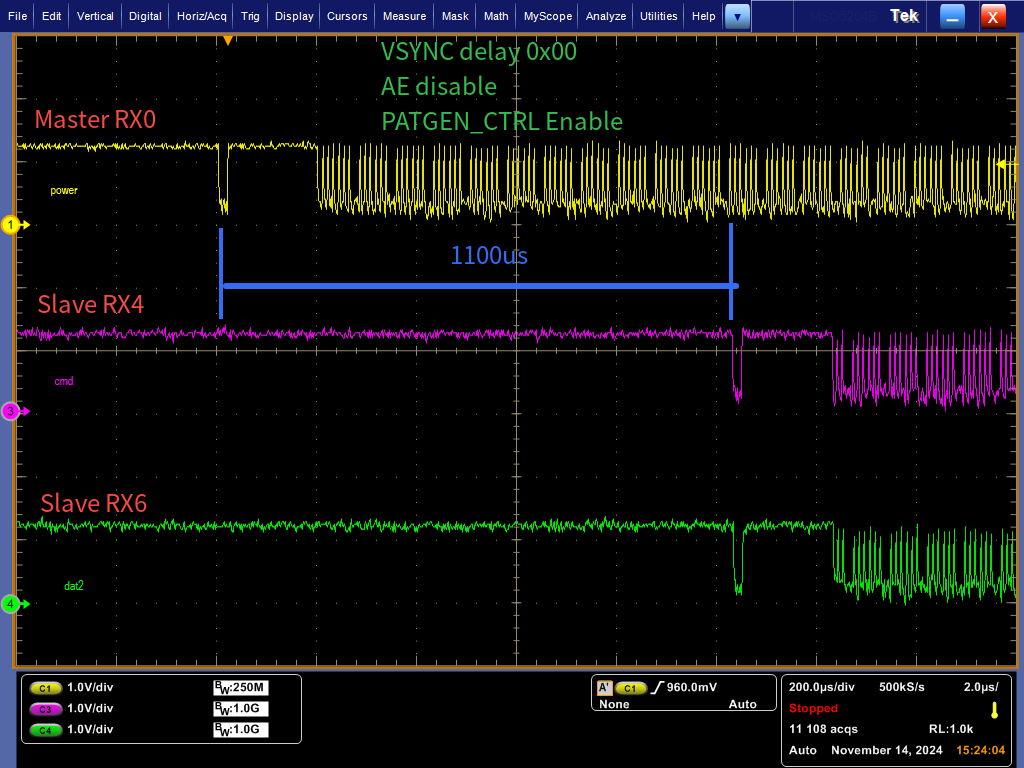 File Edit Vertical Digital Horiz/Acq Trig Display Cursors Measure Mask Math MyScope Analyze Utilities Help Tek X
VSYNC delay 0x00
AE disable
PATGEN_CTRL Enable
Master RX0
power
1
1100us
Slave RX4
cmd
3
Slave RX6
dat2
4
C1 1.0V/div BW:250M
C3 1.0V/div BW:1.0G
C4 1.0V/div BW:1.0G
A' C1 960.0mV
None Auto
200.0µs/div 500kS/s 2.0µs/
Stopped
11 108 acqs RL:1.0k
Auto November 14, 2024 15:24:04